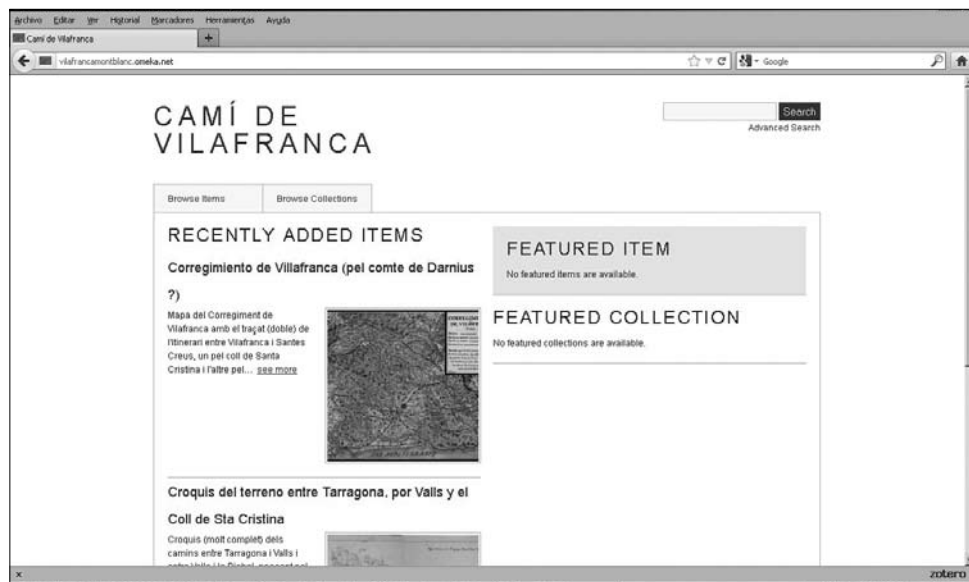 Archivo Editar Ver Historial Marcadores Herramientas Ayuda
Camí de Vilafranca
+
vilafrancamontblanc.omeka.net
Google
CAMÍ DE
VILAFRANCA
Search
Advanced Search
Browse Items
Browse Collections
RECENTLY ADDED ITEMS
Corregimiento de Villafranca (pel comte de Darnius
?)
Mapa del Corregiment de
Vilafranca amb el traçat (doble) de
l'itinerari entre Vilafranca i Santes
Creus, un pel coll de Santa
Cristina i l'altre pel... see more
FEATURED ITEM
No featured items are available.
FEATURED COLLECTION
No featured collections are available.
Croquis del terreno entre Tarragona, por Valls y el
Coll de Sta Cristina
Croquis (molt complet) dels
camins entre Tarragona i Valls i
x
zotero